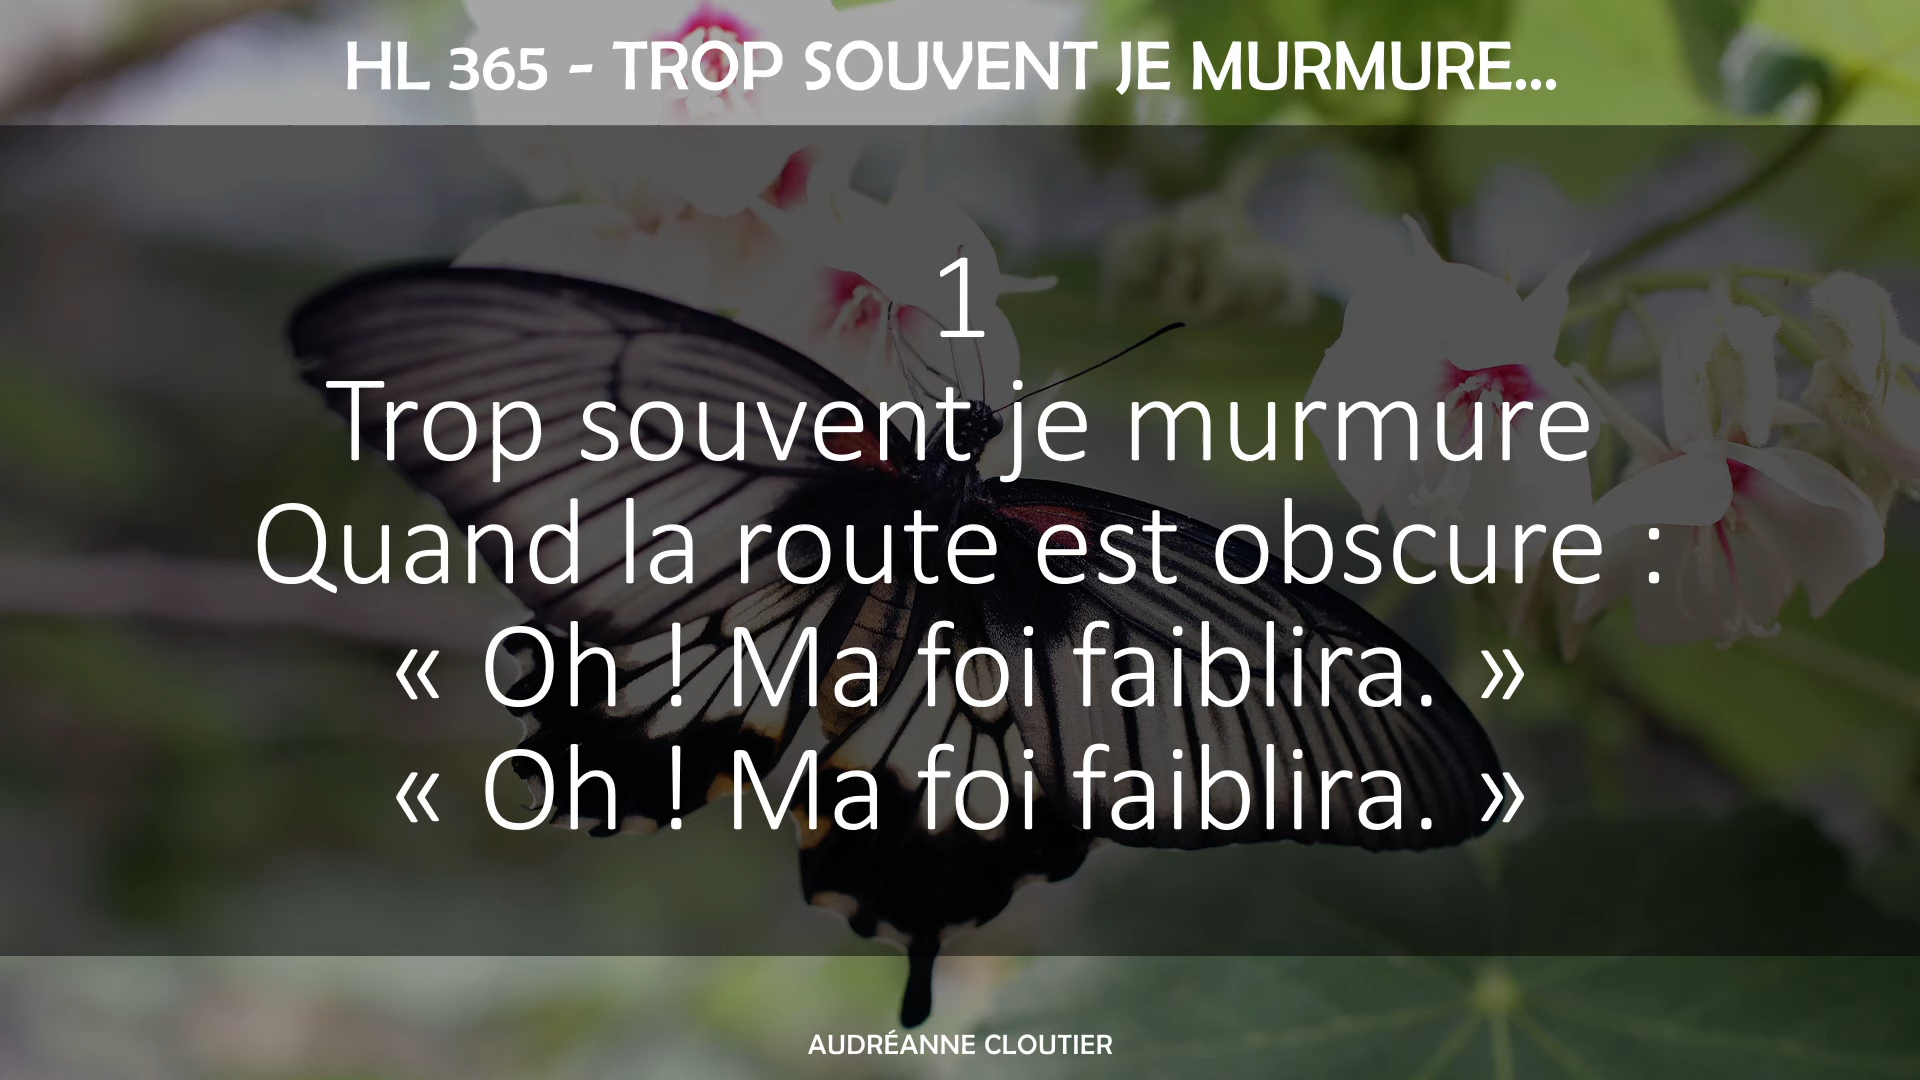 HL 365 - TROP SOUVENT JE MURMURE...
1
Trop souvent je murmure
Quand la route est obscure :
« Oh ! Ma foi faiblira. »
« Oh ! Ma foi faiblira. »
AUDRÉANNE CLOUTIER